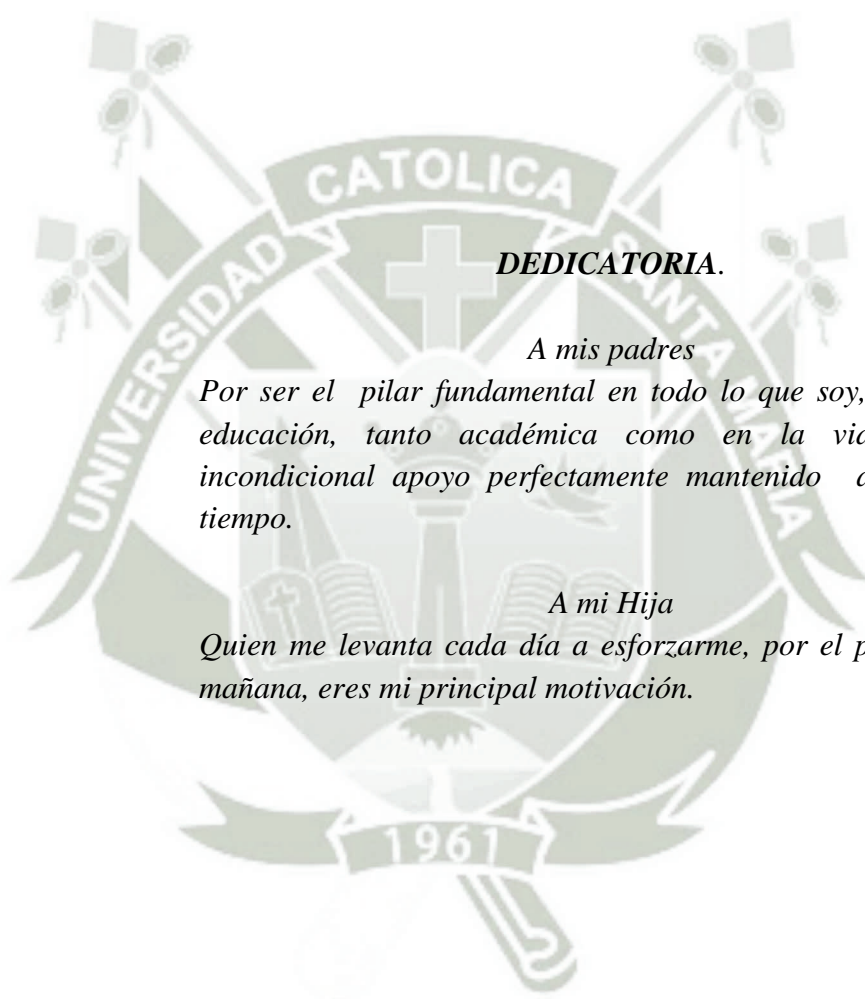 CATOLICA
UNIVERSIDAD
SANTA MARIA
DEDICATORIA.
A mis padres
Por ser el pilar fundamental en todo lo que soy,
educación, tanto académica como en la
incondicional apoyo perfectamente mantenido
tiempo.
A mi Hija
Quien me levanta cada día a esforzarme, por el
mañana, eres mi principal motivación.
1961